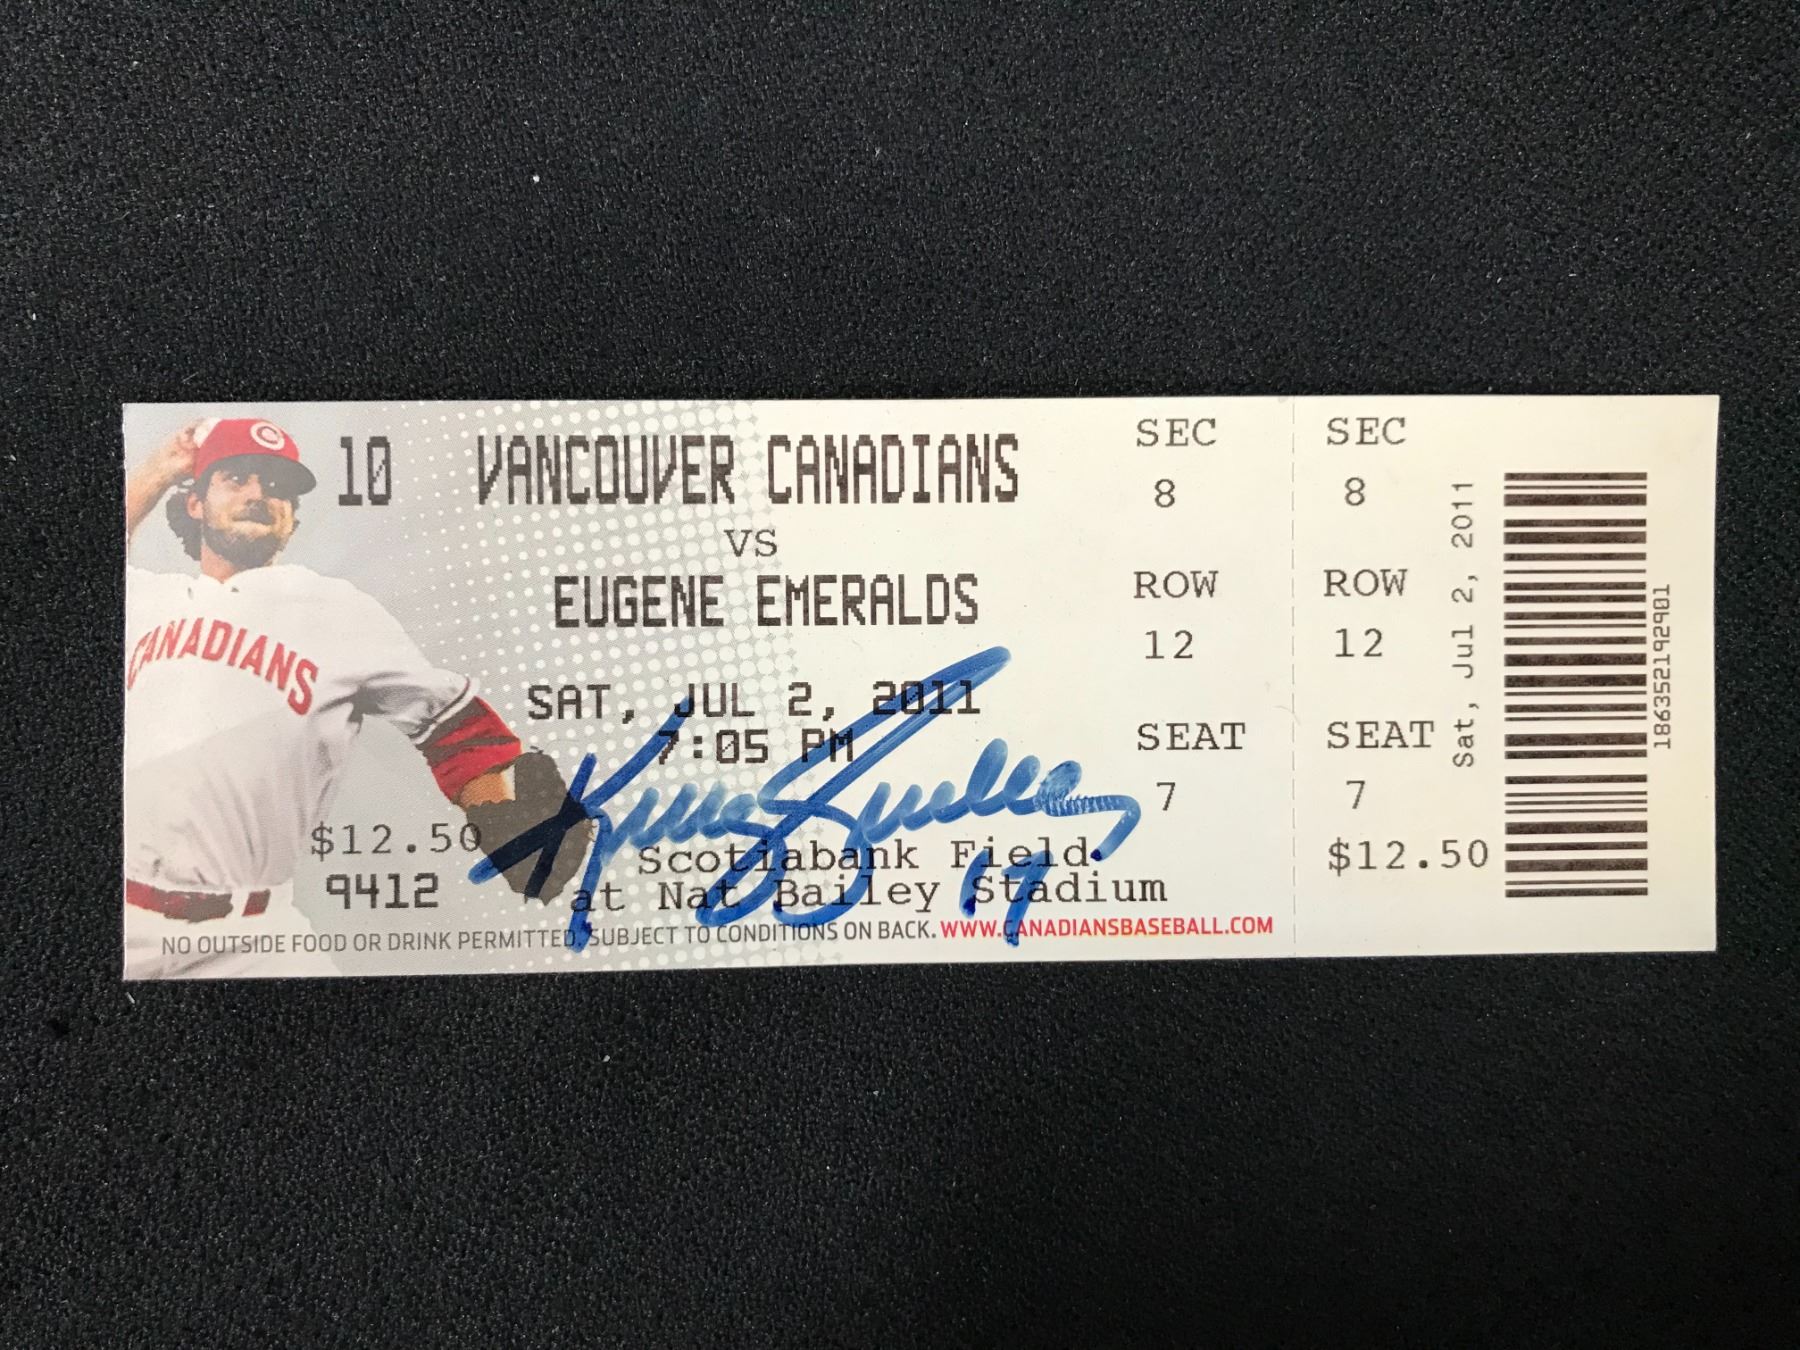 10 VANCOUVER CANADIANS
VS
EUGENE EMERALDS
SAT, JUL 2, 2011
7:05 PM
$12.50
9412
Scotiabank Field
at Nat Bailey Stadium
19
NO OUTSIDE FOOD OR DRINK PERMITTED. SUBJECT TO CONDITIONS ON BACK. WWW.CANADIANSBASEBALL.COM
C
CANADIANS
SEC
8
ROW
12
SEAT
7
SEC
8
ROW
12
SEAT
7
$12.50
Sat, Jul 2, 2011
186352192901